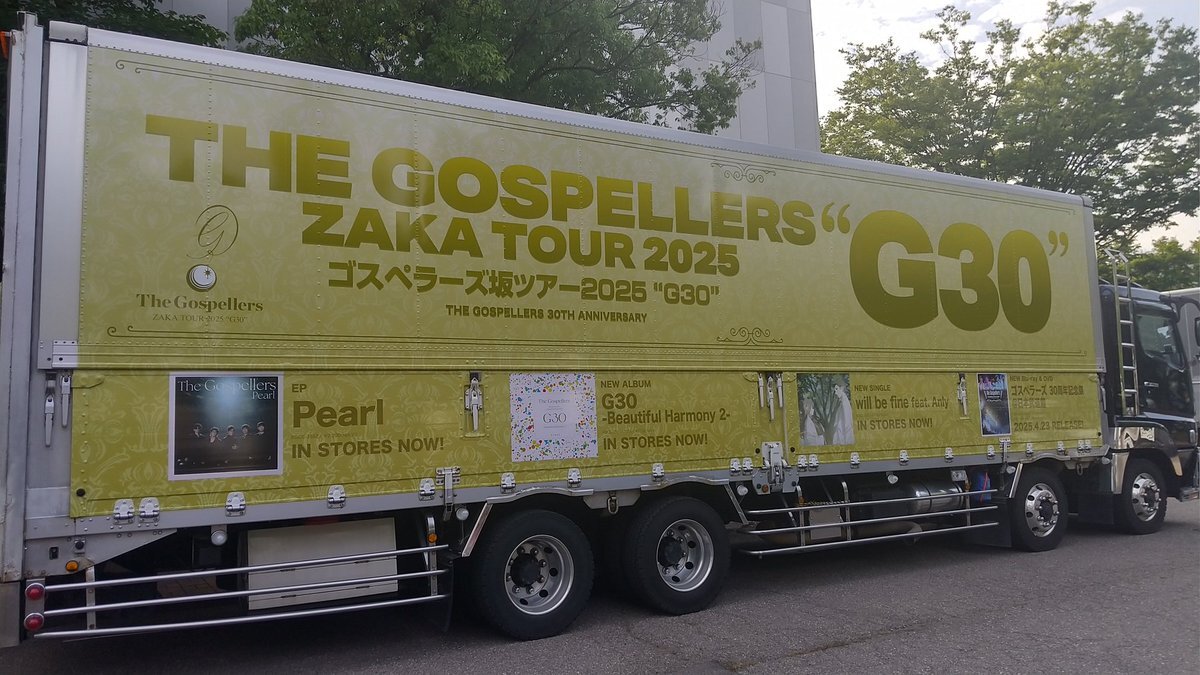 THE GOSPELLERS "G30"
ZAKA TOUR 2025
ゴスペラーズ坂ツアー2025 "G30"
THE GOSPELLERS 30TH ANNIVERSARY
The Gospellers
ZAKA TOUR 2025 "G30"
The Gospellers
Pearl
EP
Pearl
IN STORES NOW!
The Gospellers
G30
NEW ALBUM
G30
-Beautiful Harmony 2-
IN STORES NOW!
NEW SINGLE
will be fine feat. Anly
IN STORES NOW!
NEW Blu-ray & DVD
ゴスペラーズ 30周年記念祭
2025.4.23 RELEASE!